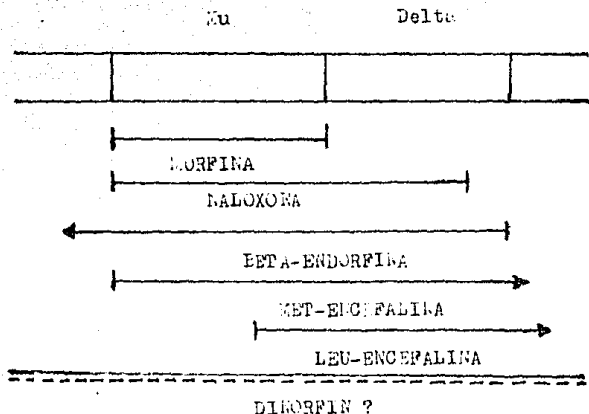 Mu Delta
MORFINA
NALOXONA
BETA-ENDORFINA
MET-ENCEFALINA
LEU-ENCEFALINA
DINORFIN ?